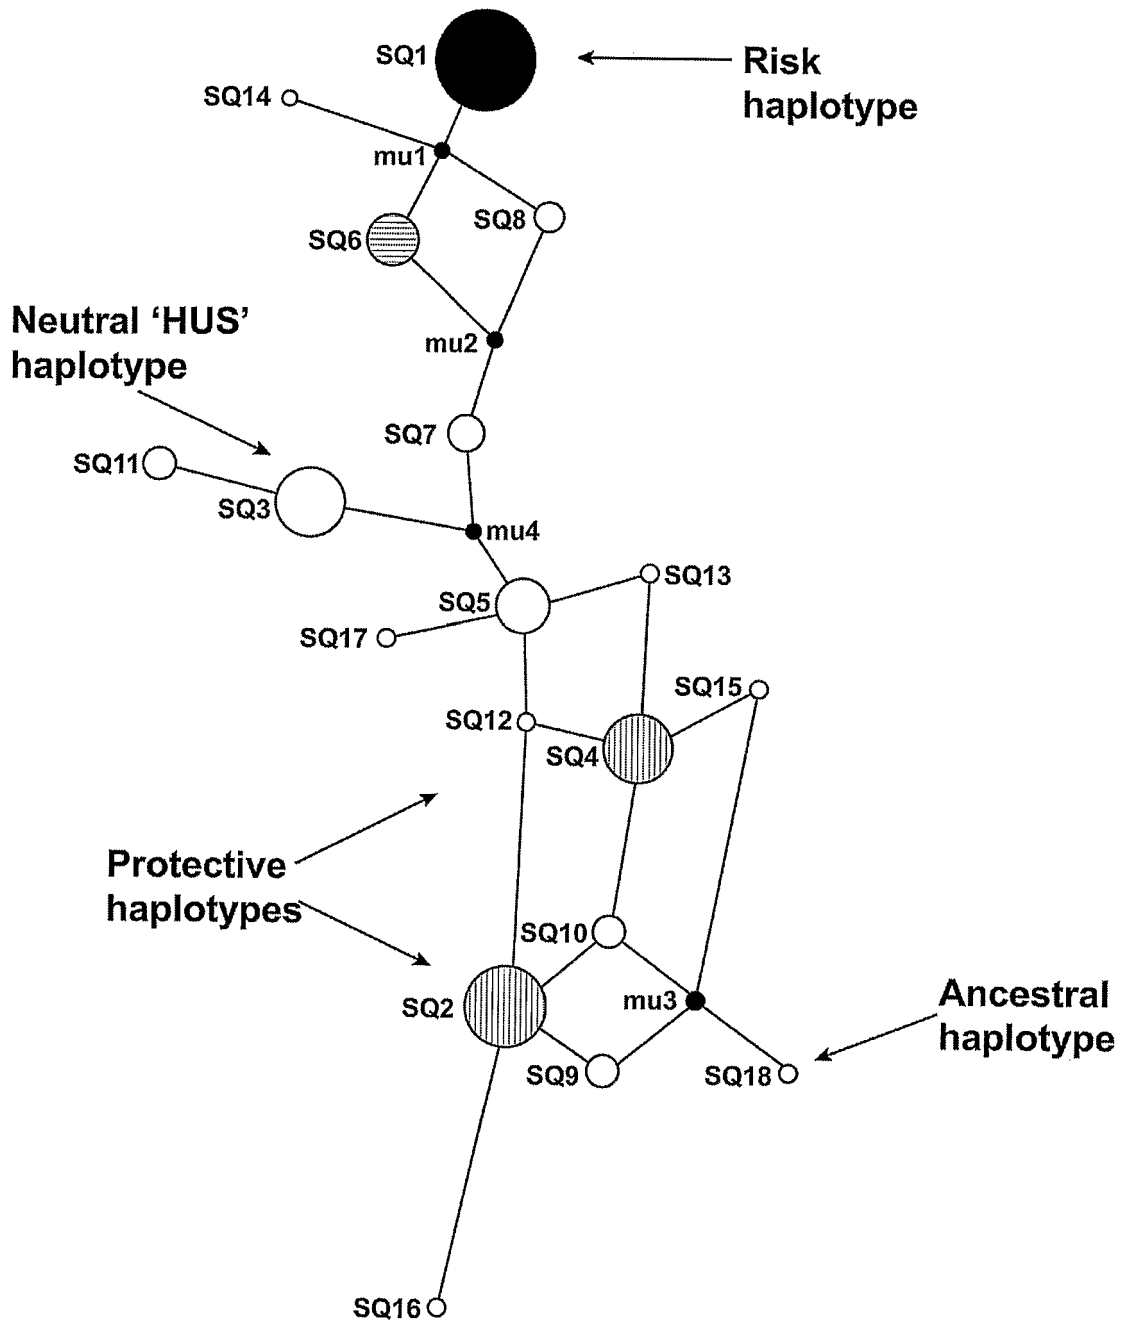 SQ1
Risk
haplotype
SQ14
mu1
SQ8
SQ6
Neutral ‘HUS’
haplotype
mu2
SQ7
SQ11
SQ3
mu4
SQ13
SQ5
SQ17
SQ15
SQ12
SQ4
Protective
haplotypes
SQ10
SQ2
mu3
Ancestral
haplotype
SQ9
SQ18
SQ16